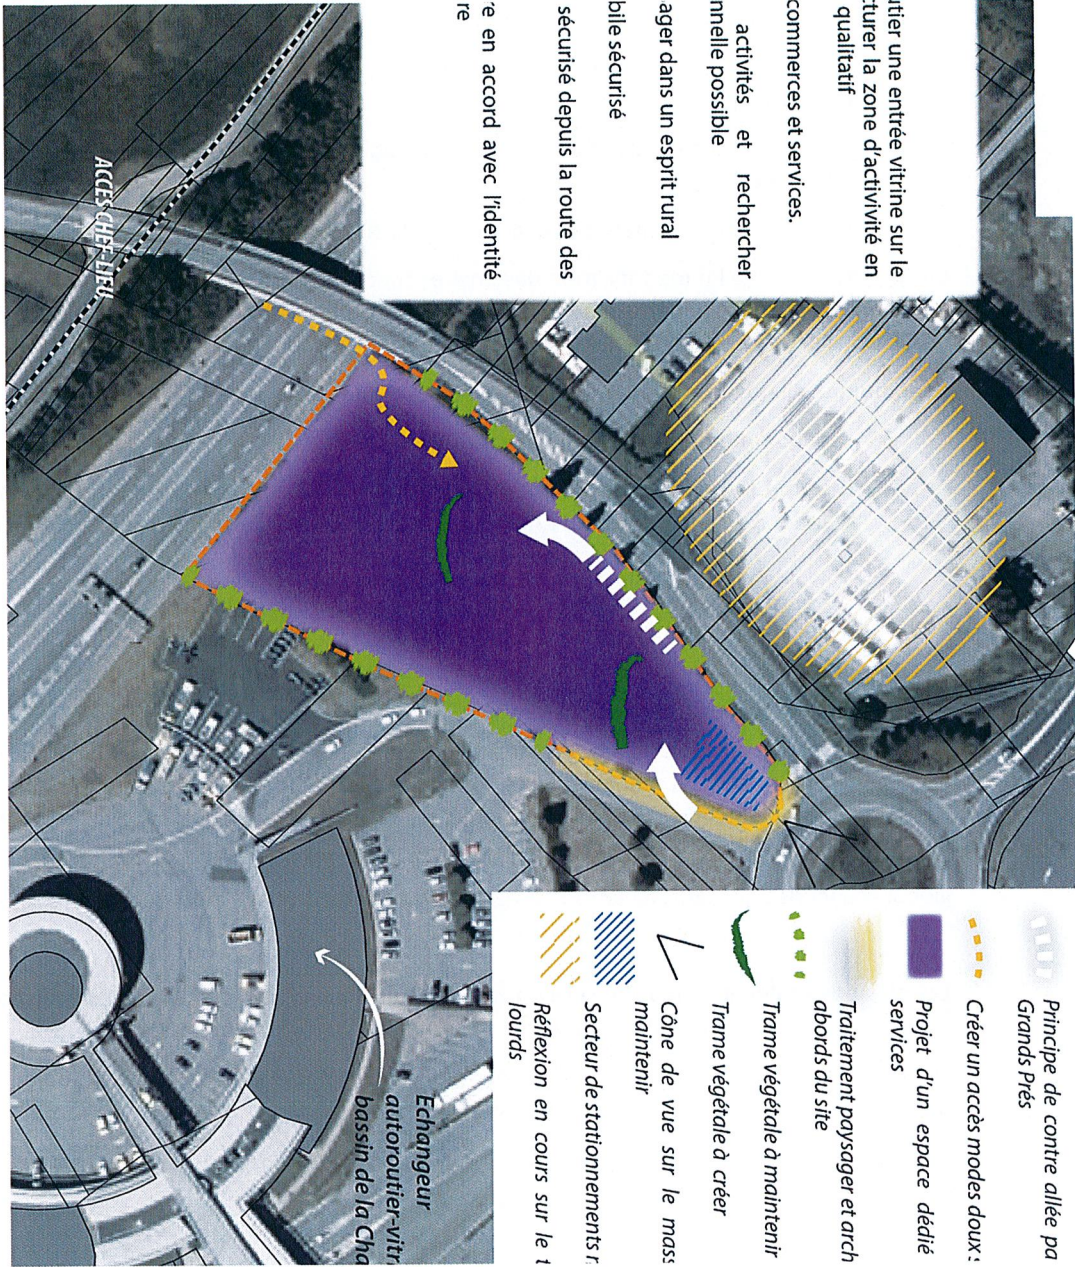 utier une entrée vitrine sur le
cturer la zone d'activivité en
qualitatif
commerces et services.
activités et rechercher
nnelle possible
ager dans un esprit rural
bile sécurisé
sécurisé depuis la route des
re en accord avec l'identité
re
ACCES CHEF-LIEU
Principe de contre allée pa
Grands Prés
Créer un accès modes doux s
Projet d'un espace dédié
services
Traitement paysager et arch
abords du site
Trame végétale à maintenir
Trame végétale à créer
Cône de vue sur le mass
maintenir
Secteur de stationnements
Réflexion en cours sur le t
lourds
Echangeur
autoroutier-vitri
bassin de la Cha